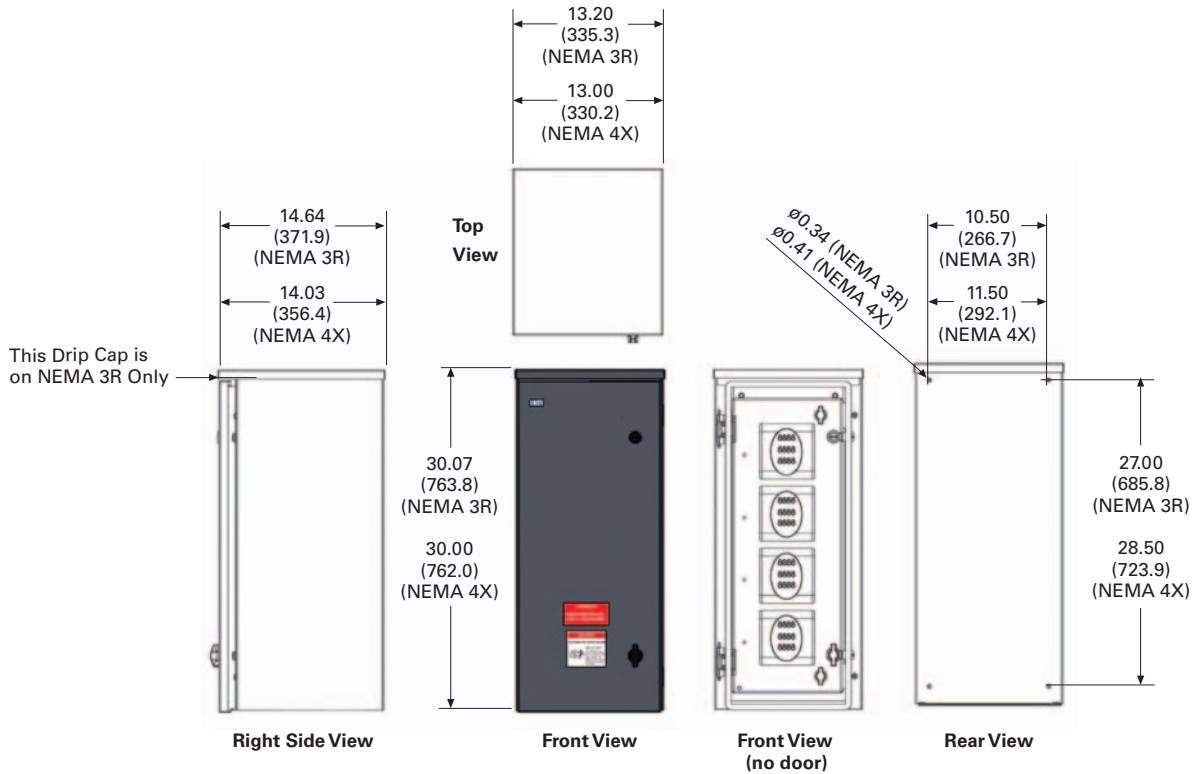 13.20
(335.3)
(NEMA 3R)
13.00
(330.2)
(NEMA 4X)
14.64
(371.9)
(NEMA 3R)
14.03
(356.4)
(NEMA 4X)
Top
View
ø0.34 (NEMA 3R)
ø0.41 (NEMA 4X)
10.50
(266.7)
(NEMA 3R)
11.50
(292.1)
(NEMA 4X)
This Drip Cap is
on NEMA 3R Only
30.07
(763.8)
(NEMA 3R)
30.00
(762.0)
(NEMA 4X)
27.00
(685.8)
(NEMA 3R)
28.50
(723.9)
(NEMA 4X)
Right Side View
Front View
Front View
(no door)
Rear View